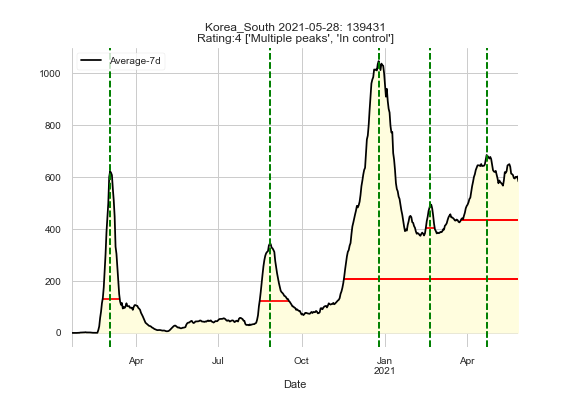 Korea_South 2021-05-28: 139431
Rating:4 ['Multiple peaks', 'In control']
Average-7d
1000
800
600
400
200
0
Apr
Jul
Oct
Jan
2021
Apr
Date